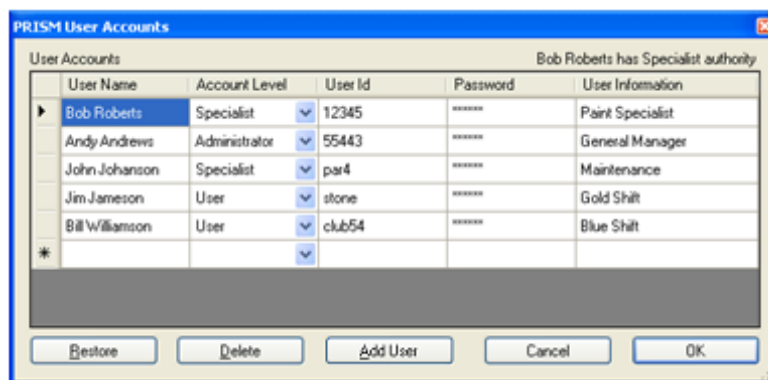 PRISM User Accounts
User Accounts Bob Roberts has Specialist authority
User Name Account Level User Id Password User Information
Bob Roberts Specialist 12345 ****** Paint Specialist
Andy Andrews Administrator 55443 ****** General Manager
John Johanson Specialist par4 ****** Maintenance
Jim Jameson User stone ****** Gold Shift
Bill Williamson User club54 ****** Blue Shift
*
Restore Delete Add User Cancel OK